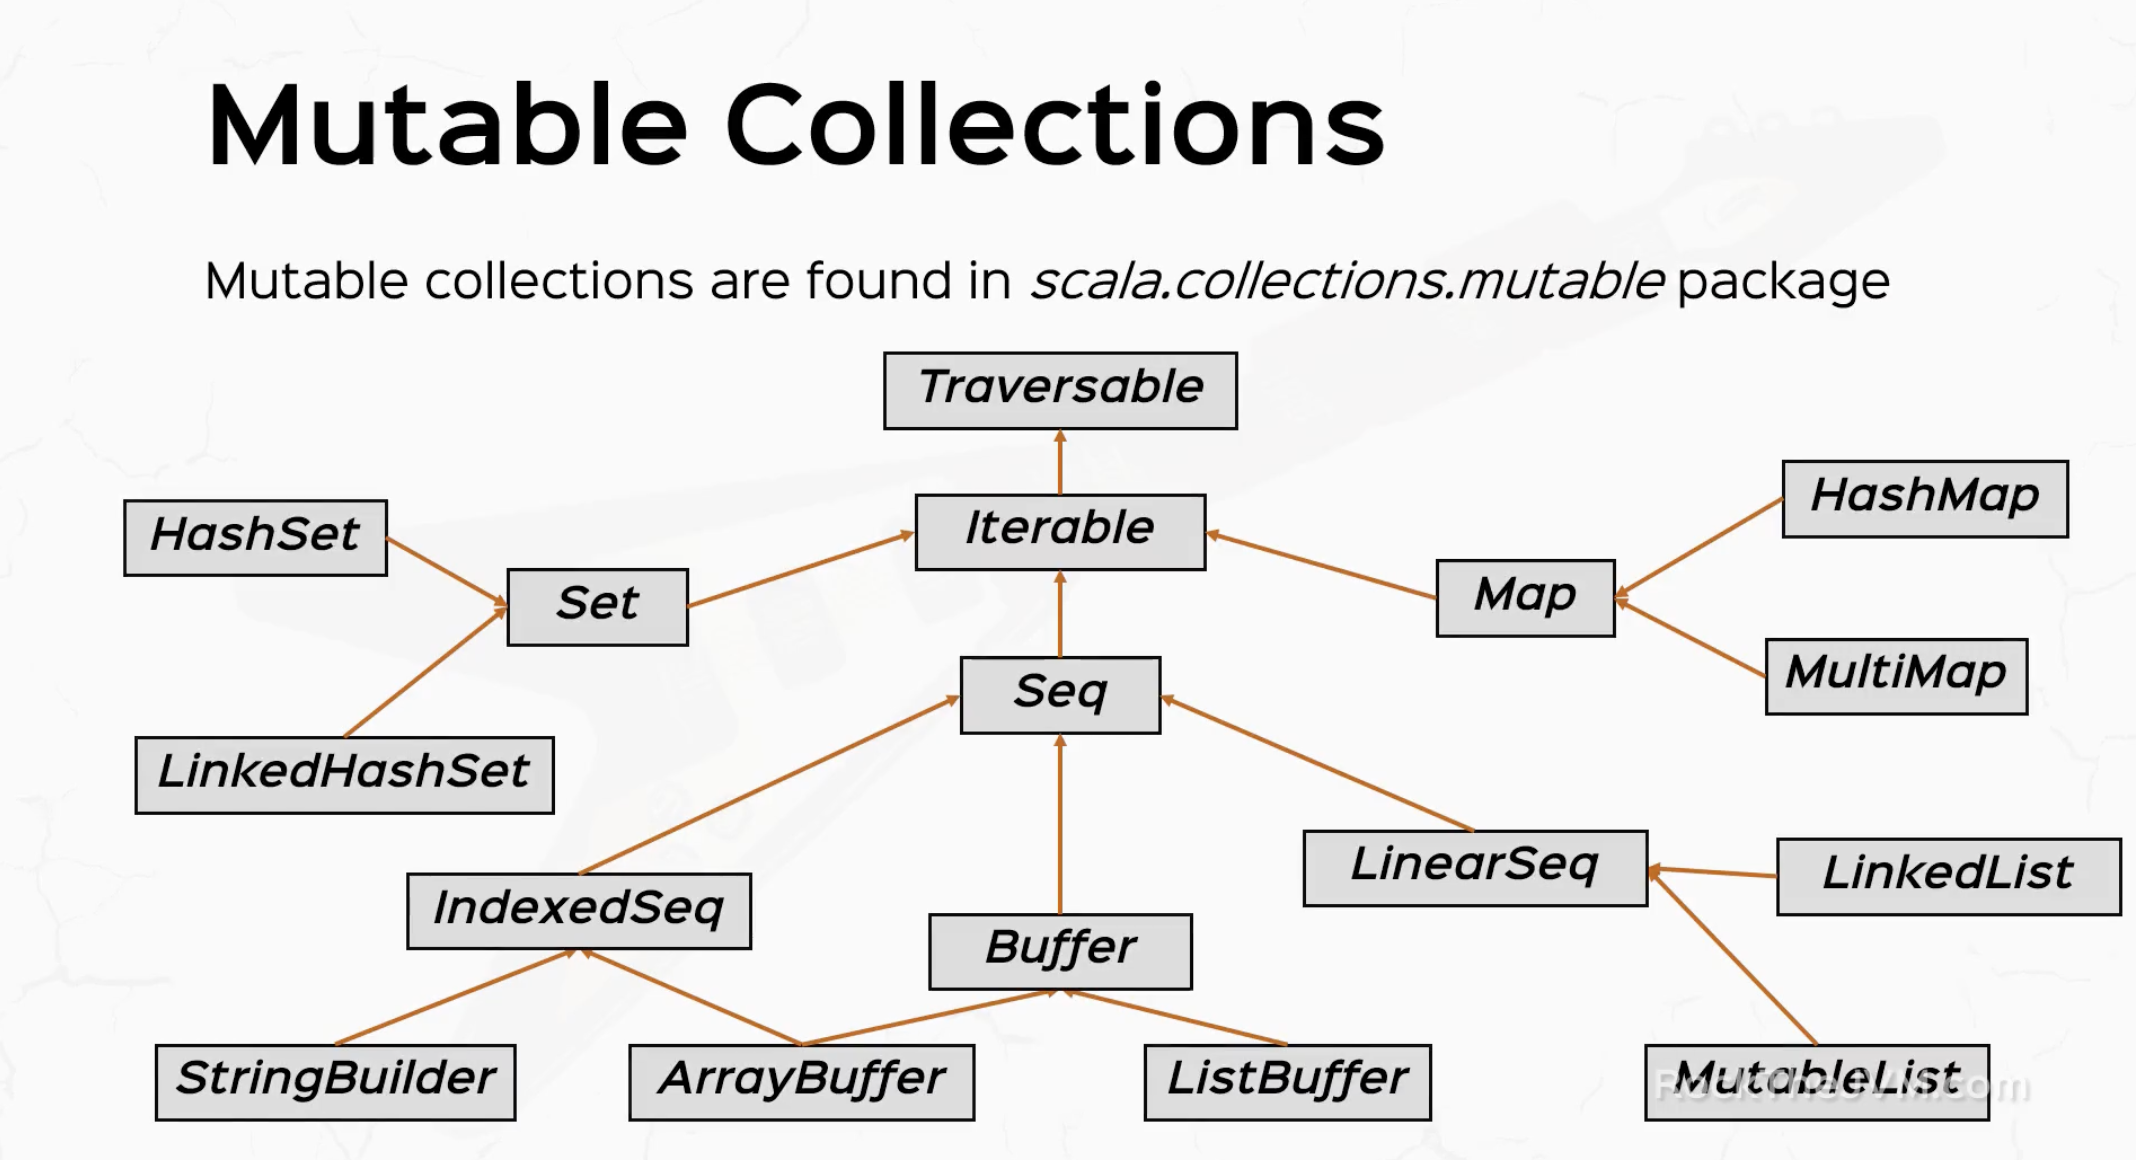 Mutable Collections
Mutable collections are found in scala.collections.mutable package
Traversable
HashSet
Iterable
HashMap
Set
Map
MultiMap
Seq
LinkedHashSet
IndexedSeq
Buffer
LinearSeq
LinkedList
StringBuilder
ArrayBuffer
ListBuffer
MutableList
RockTheJVM.com